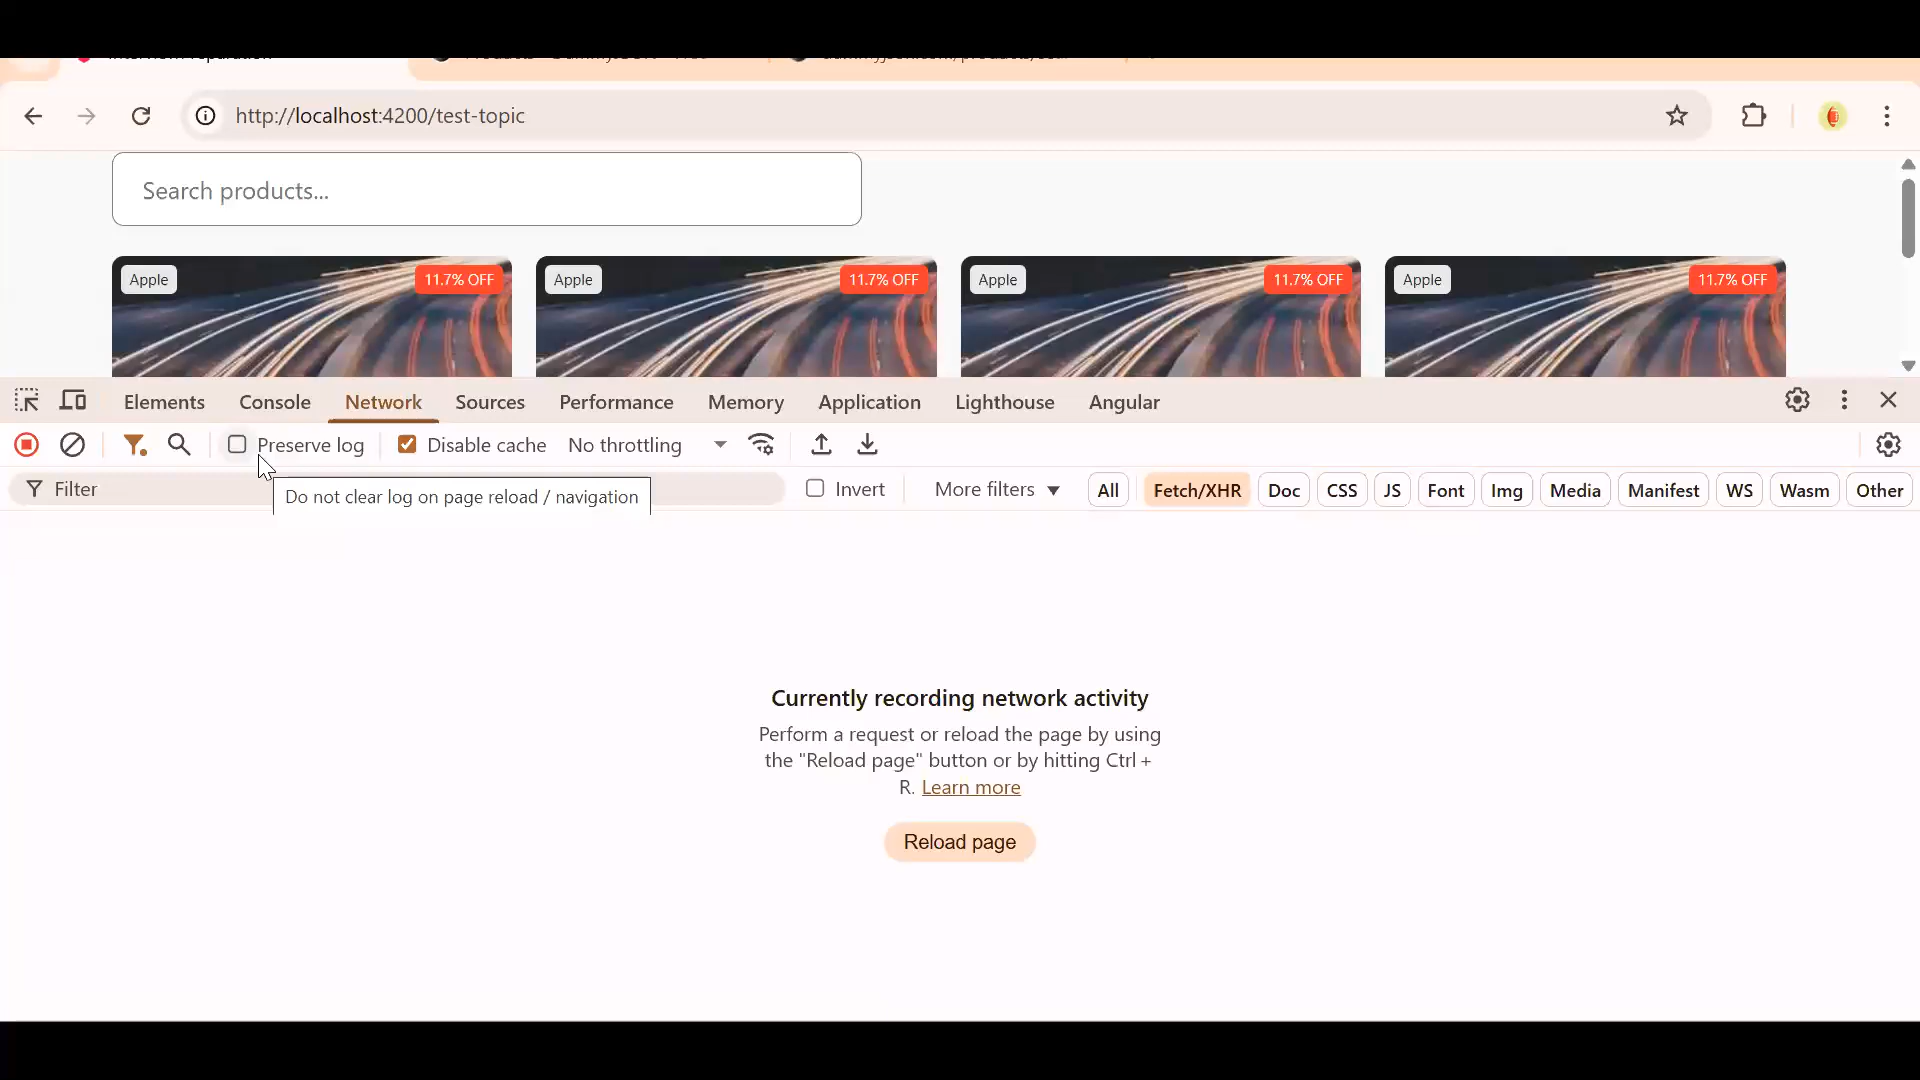 http://localhost:4200/test-topic
Search products...
Apple 11.7% OFF Apple 11.7% OFF Apple 11.7% OFF Apple 11.7% OFF
Elements Console Network Sources Performance Memory Application Lighthouse Angular
Preserve log Disable cache No throttling
Filter Invert More filters All Fetch/XHR Doc CSS JS Font Img Media Manifest WS Wasm Other
Do not clear log on page reload / navigation
Currently recording network activity
Perform a request or reload the page by using
the "Reload page" button or by hitting Ctrl +
R. Learn more
Reload page